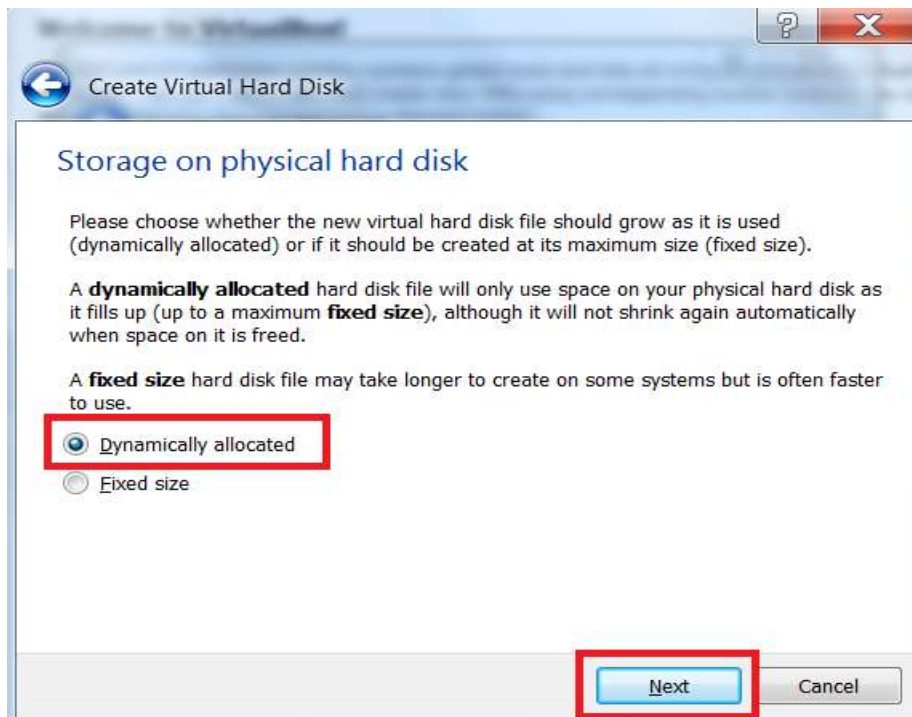 Welcome to VirtualBox!
Create Virtual Hard Disk
Storage on physical hard disk
Please choose whether the new virtual hard disk file should grow as it is used
(dynamically allocated) or if it should be created at its maximum size (fixed size).
A dynamically allocated hard disk file will only use space on your physical hard disk as
it fills up (up to a maximum fixed size), although it will not shrink again automatically
when space on it is freed.
A fixed size hard disk file may take longer to create on some systems but is often faster
to use.
Dynamically allocated
Fixed size
Next
Cancel